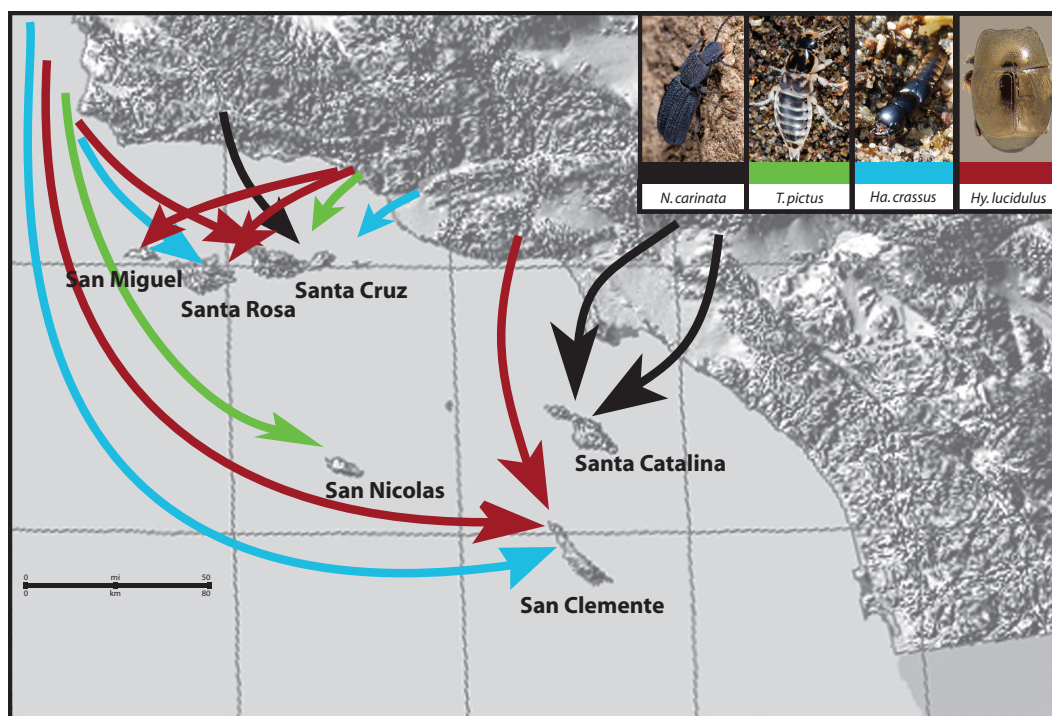 N. carinata
T. pictus
Ha. crassus
Hy. lucidulus
San Miguel
Santa Rosa
Santa Cruz
Santa Catalina
San Nicolas
San Clemente
0 mi 50
0 km 80